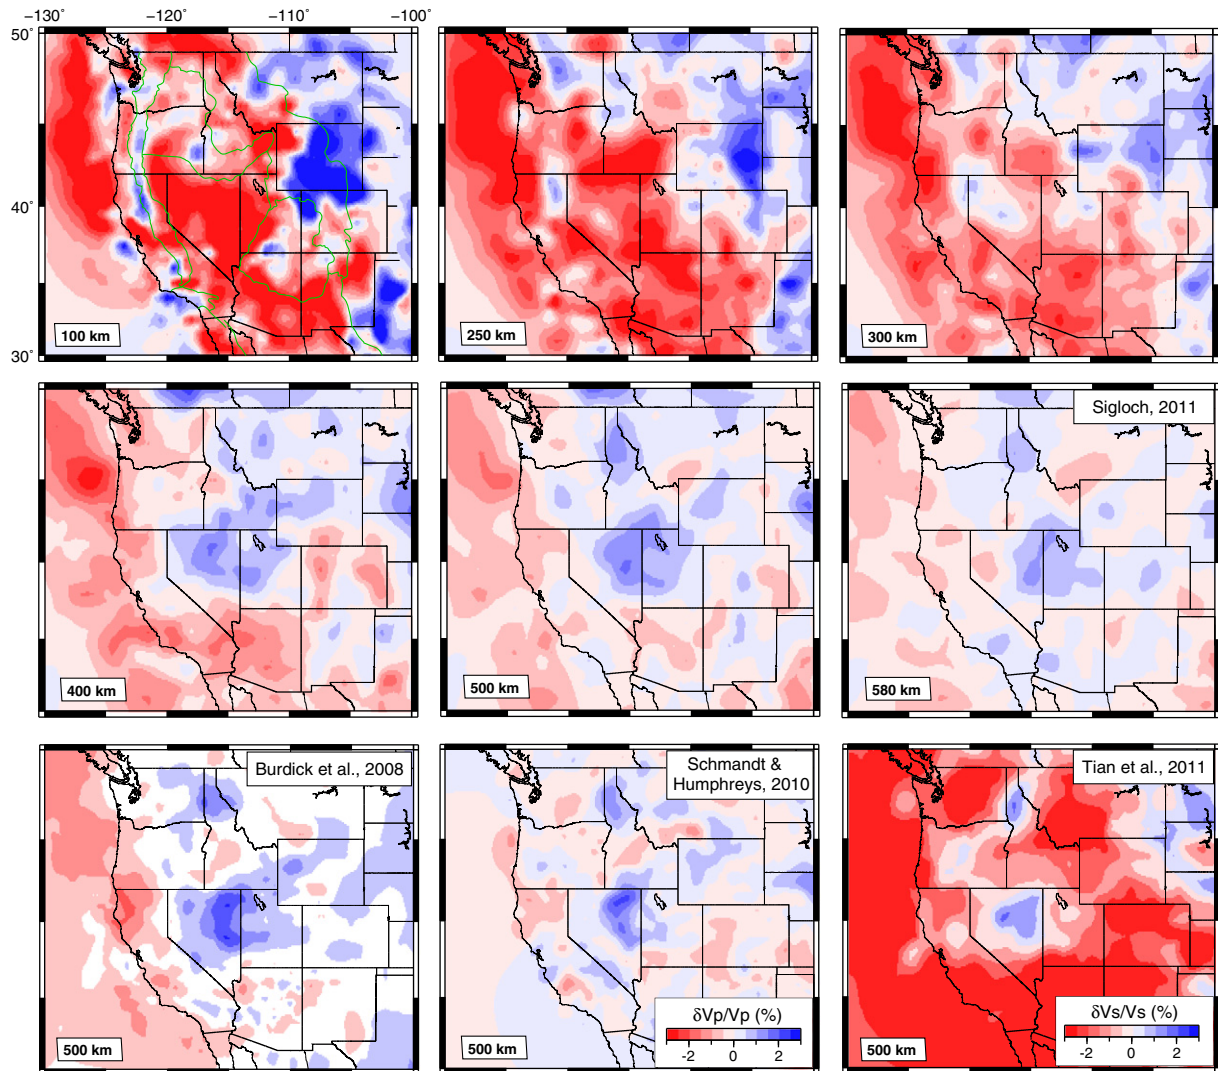 −130° −120° −110° −100°
50°
40°
30°
100 km
250 km
300 km
Sigloch, 2011
400 km
500 km
580 km
Burdick et al., 2008
Schmandt &
Humphreys, 2010
Tian et al., 2011
500 km
500 km
δVp/Vp (%)
−2 0 2
500 km
δVs/Vs (%)
−2 0 2